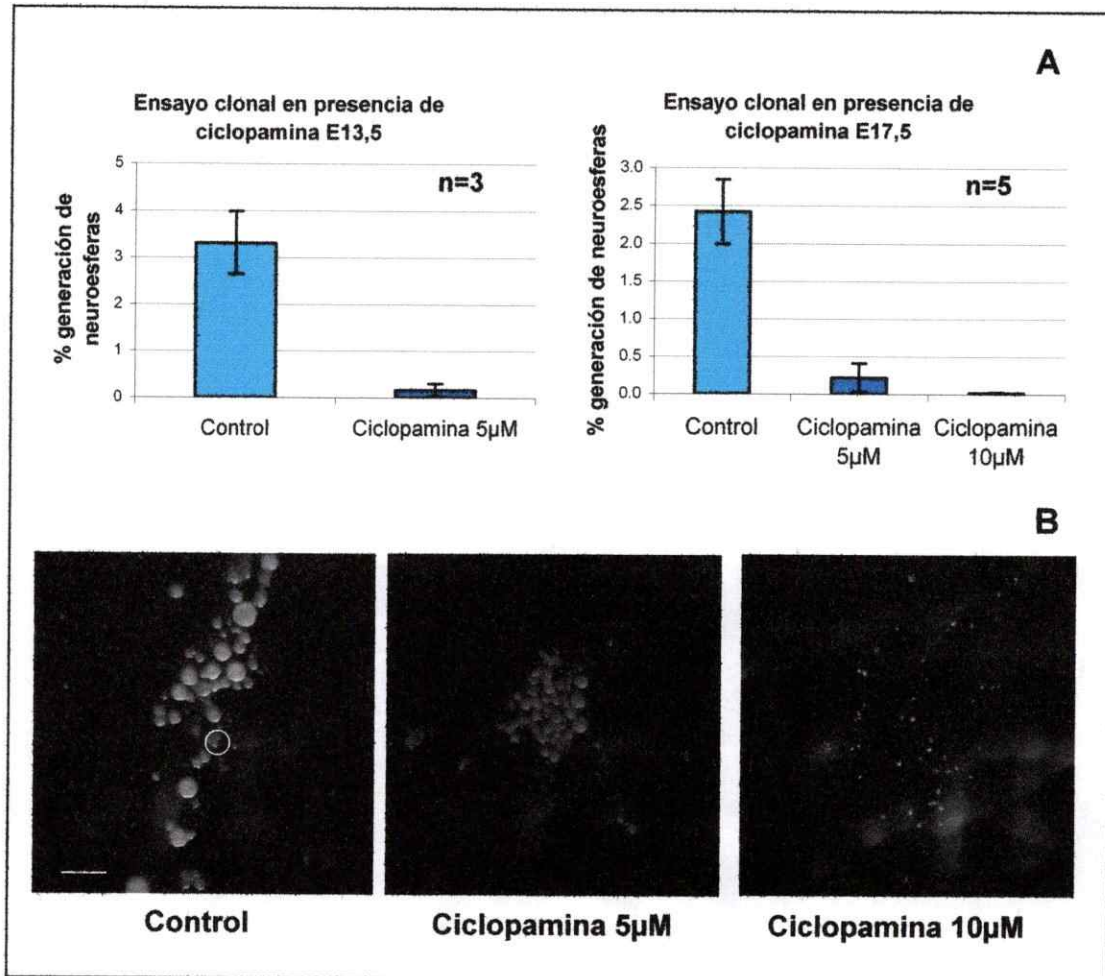 A
Ensayo clonal en presencia de
ciclopamina E13,5
% generación de
neuroesferas
5
4
3
2
1
0
n=3
Control
Ciclopamina 5µM
Ensayo clonal en presencia de
ciclopamina E17,5
% generación de neuroesferas
3.0
2.5
2.0
1.5
1.0
0.5
0.0
n=5
Control
Ciclopamina
5µM
Ciclopamina
10µM
B
Control
Ciclopamina 5µM
Ciclopamina 10µM